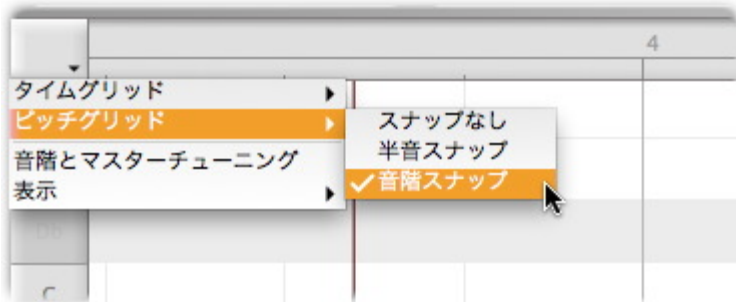 4
タイムグリッド
ピッチグリッド
スナップなし
半音スナップ
音階とマスターチューニング
音階スナップ
表示
Db
C